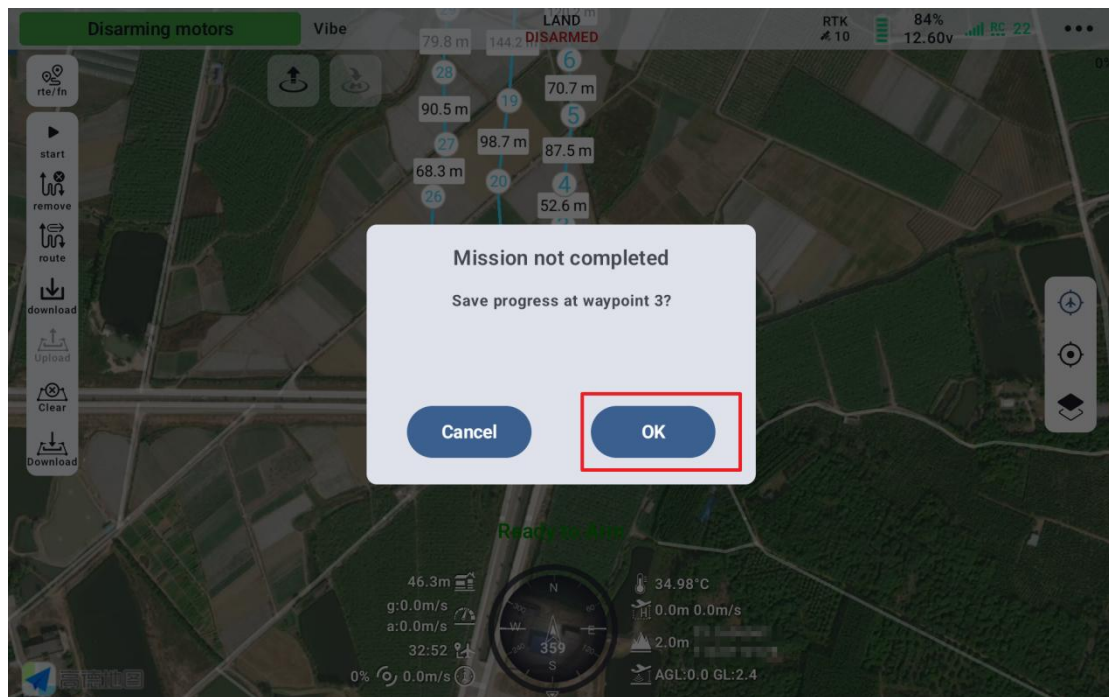 Disarming motors
Vibe
LAND
DISARMED
RTK
10
84%
12.60v
RC 22
79.8 m
144.2 m
6
rte/fn
28
70.7 m
90.5 m
19
5
start
27
98.7 m
87.5 m
68.3 m
remove
26
20
4
52.6 m
route
Mission not completed
Save progress at waypoint 3?
download
Upload
Clear
Cancel
OK
Download
46.3m
N
34.98°C
g:0.0m/s
0.0m 0.0m/s
a:0.0m/s
W
E
32:52
359
2.0m
0%
0.0m/s
S
AGL:0.0 GL:2.4
高德地图